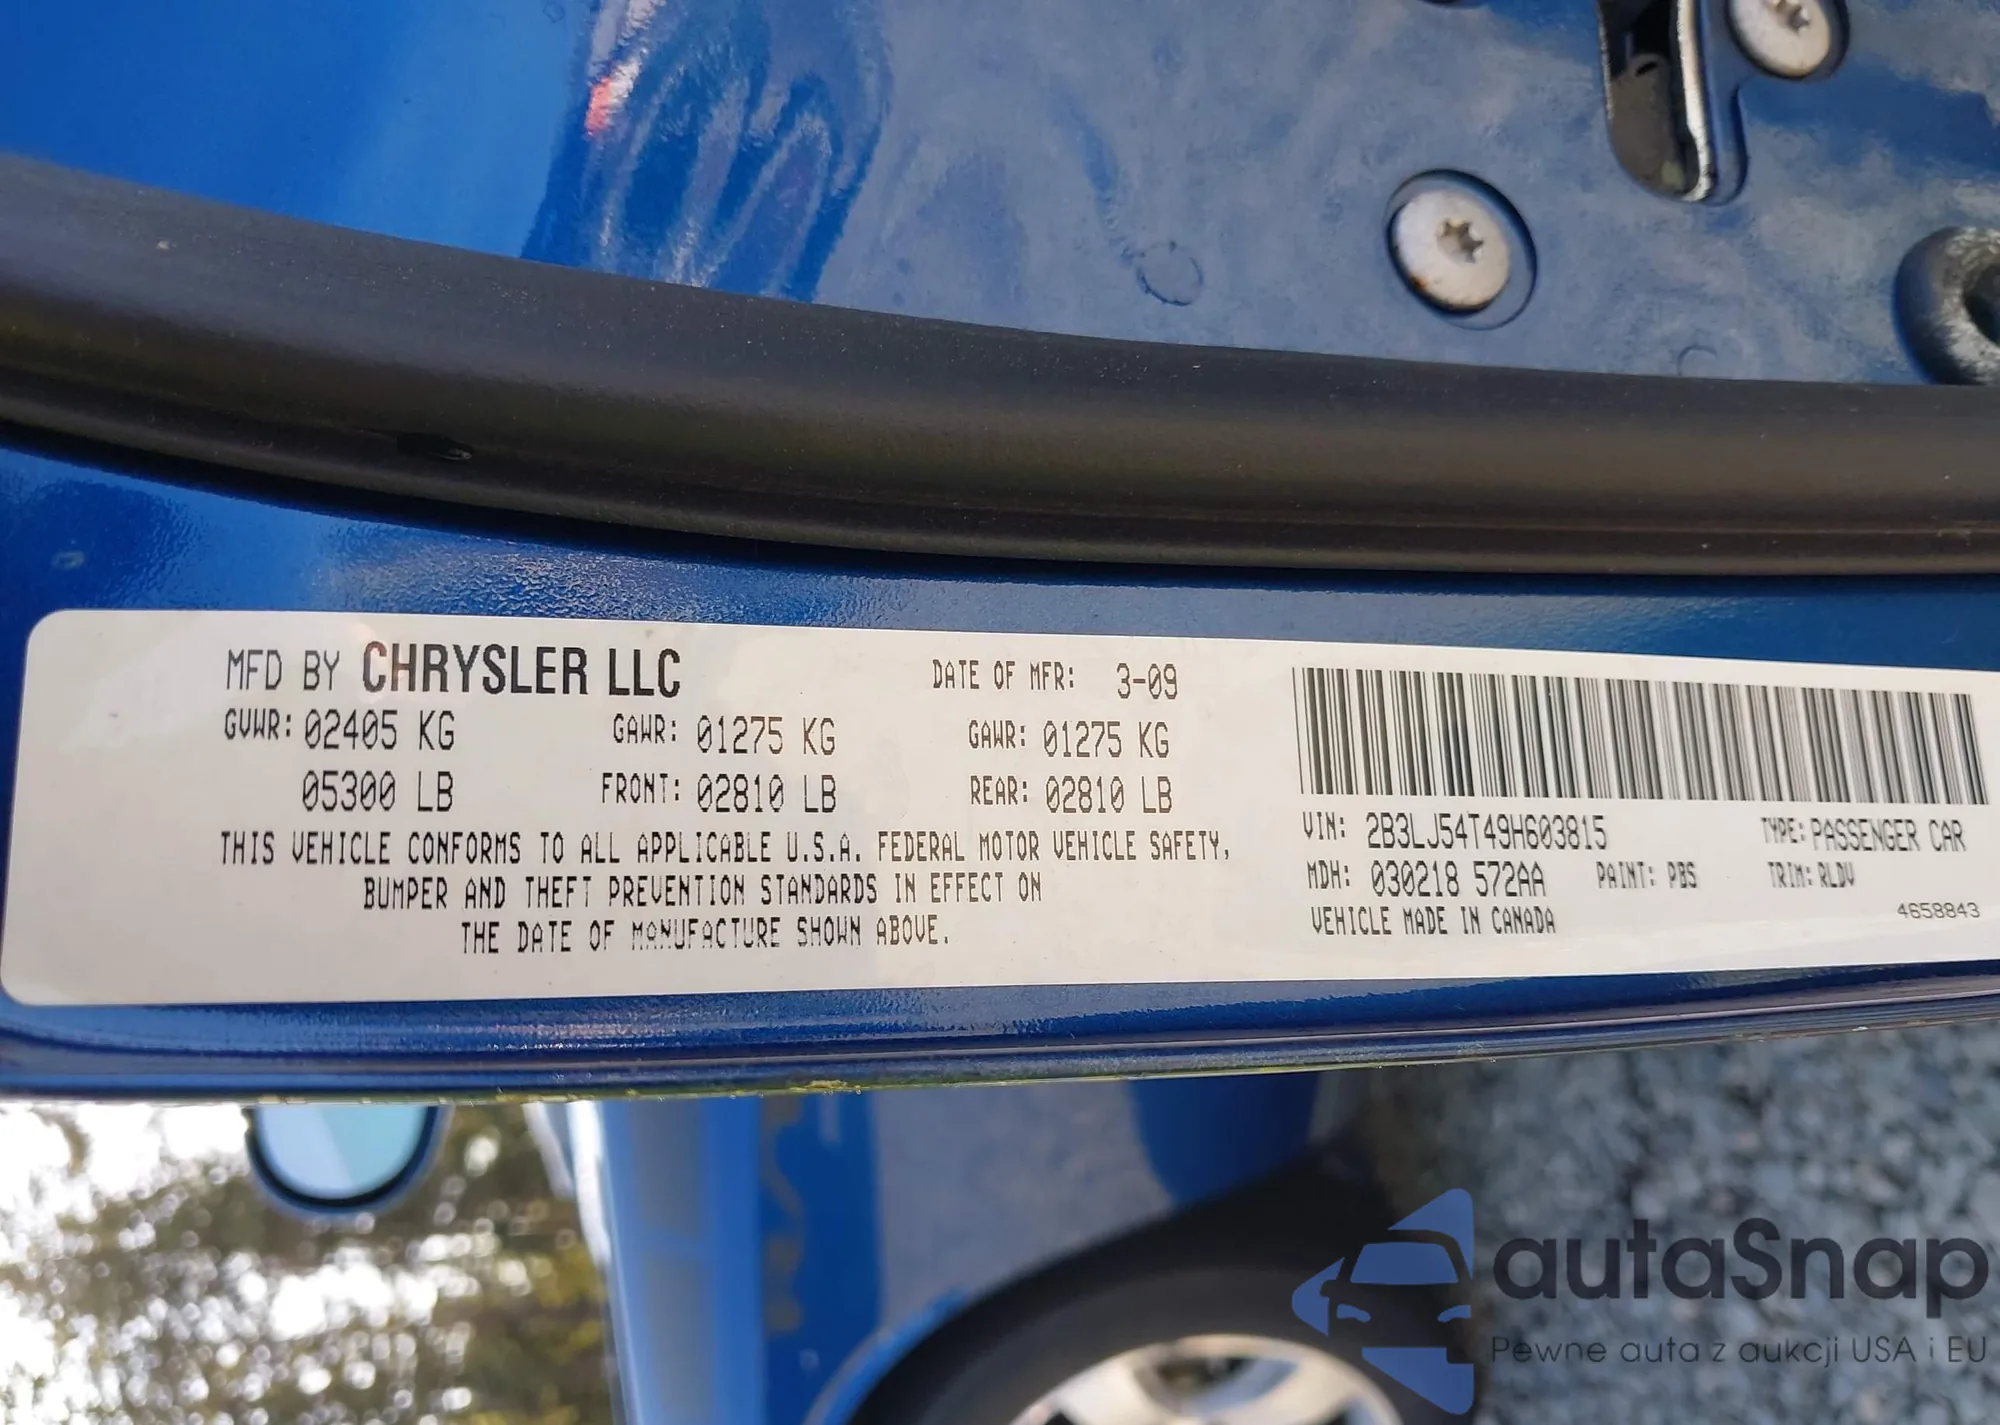 MFD BY CHRYSLER LLC DATE OF MFR: 3-09
GVWR: 02405 KG GAWR: 01275 KG GAWR: 01275 KG
05300 LB FRONT: 02810 LB REAR: 02810 LB
THIS VEHICLE CONFORMS TO ALL APPLICABLE U.S.A. FEDERAL MOTOR VEHICLE SAFETY,
BUMPER AND THEFT PREVENTION STANDARDS IN EFFECT ON
THE DATE OF MANUFACTURE SHOWN ABOVE.
VIN: 2B3LJ54T49H603815 TYPE: PASSENGER CAR
MDH: 030218 572AA PAINT: PBS TRIM: RLDV
VEHICLE MADE IN CANADA 4658843
autaSnap
Pewne auta z aukcji USA i EU